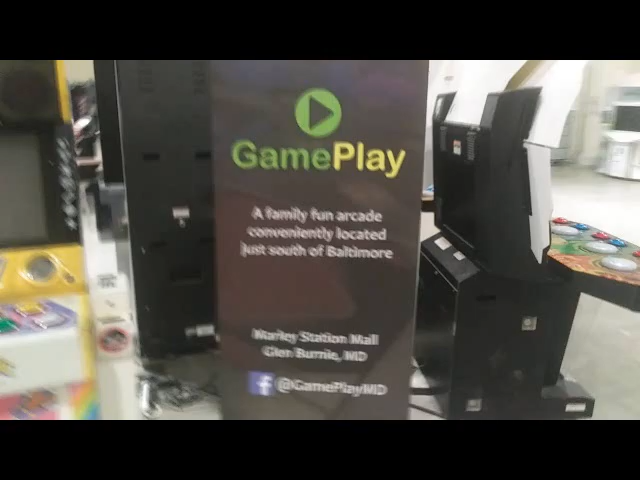 GamePlay
A family fun arcade
conveniently located
just south of Baltimore
Marley Station Mall
Glen Burnie, MD
f @GamePlayMD